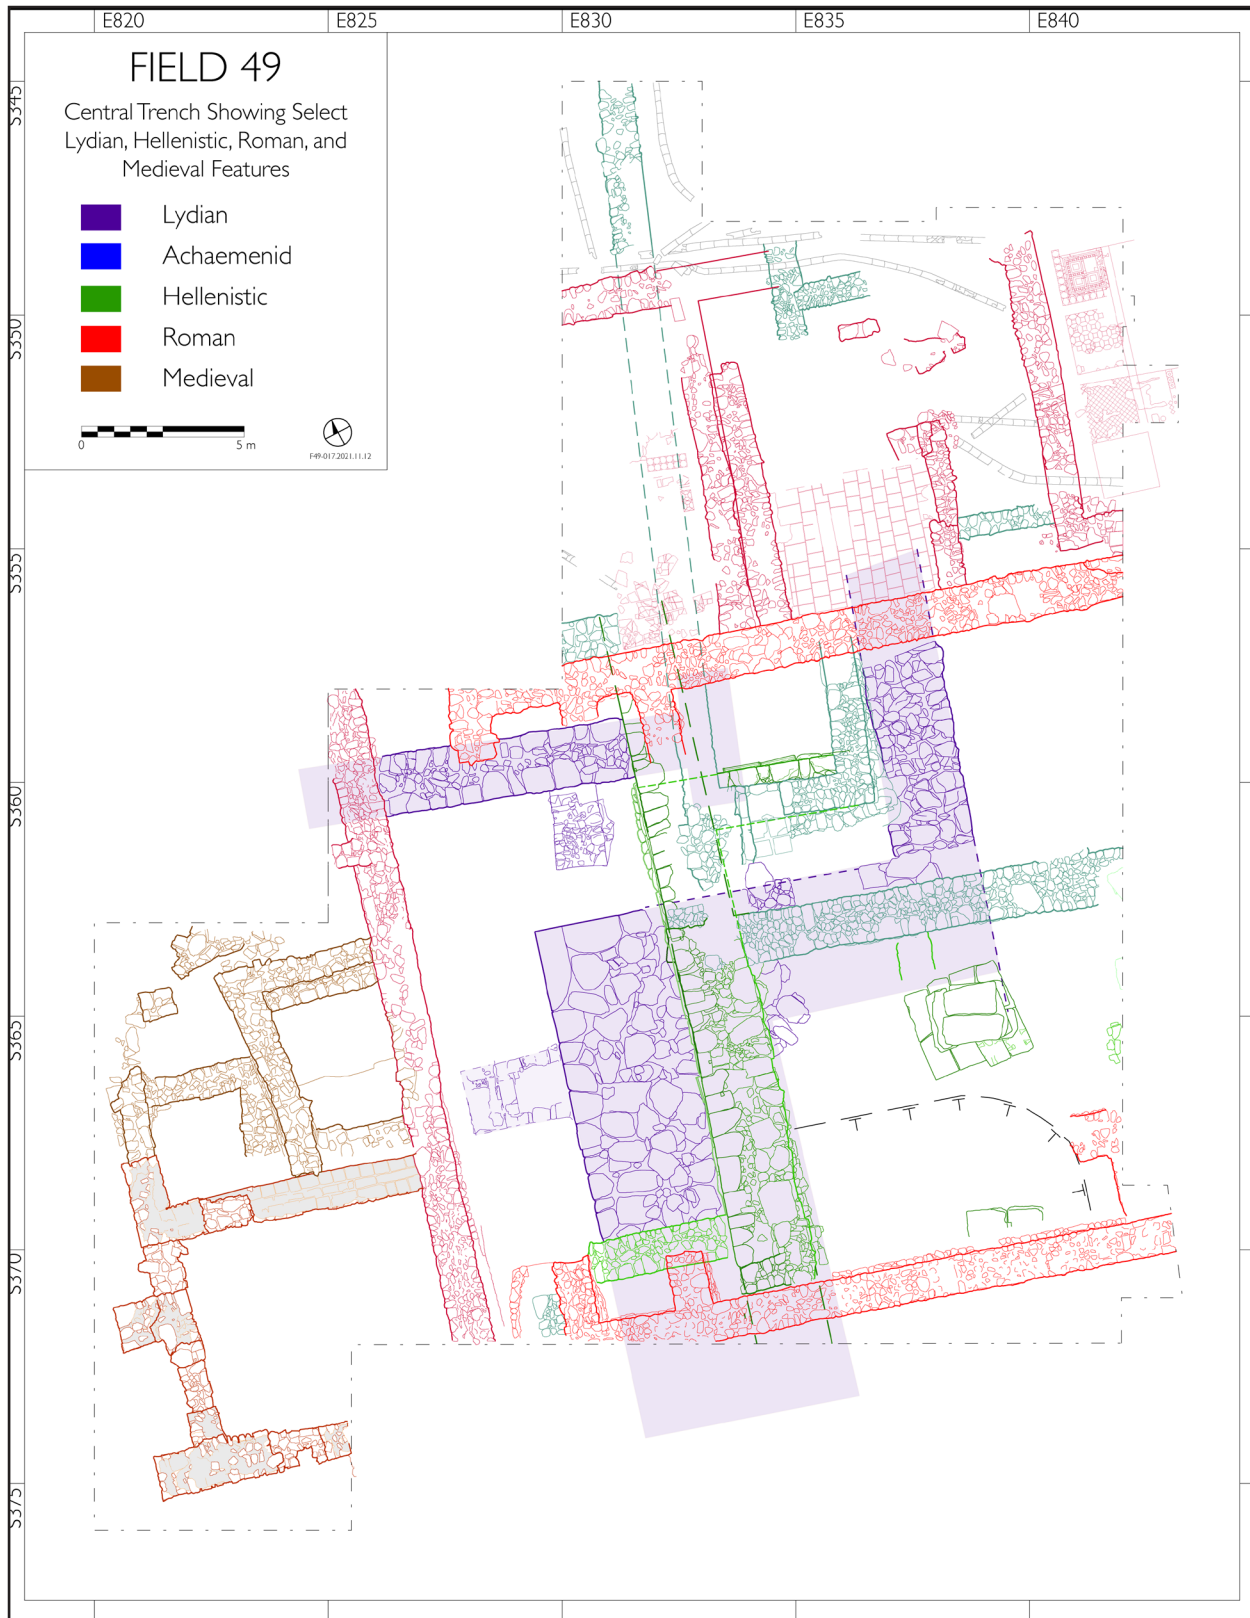 E820
E825
E830
E835
E840
FIELD 49
Central Trench Showing Select
Lydian, Hellenistic, Roman, and
Medieval Features
Lydian
Achaemenid
Hellenistic
Roman
Medieval
0
5 m
F49-017.2021.11.12
S345
S350
S355
S360
S365
S370
S375